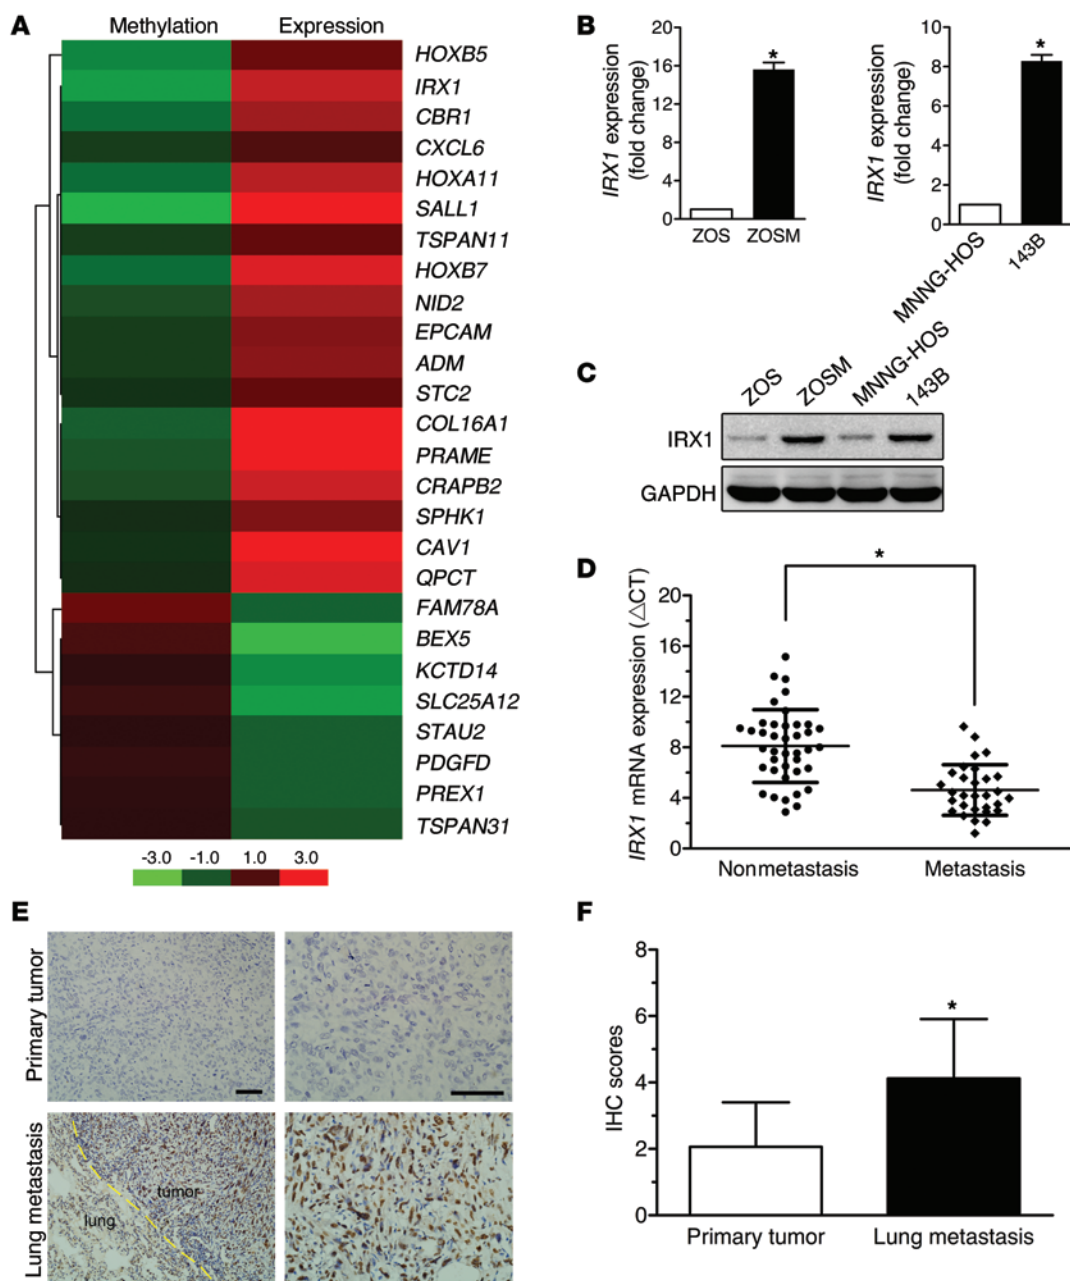 A
Methylation Expression
HOXB5
IRX1
CBR1
CXCL6
HOXA11
SALL1
TSPAN11
HOXB7
NID2
EPCAM
ADM
STC2
COL16A1
PRAME
CRAPB2
SPHK1
CAV1
QPCT
FAM78A
BEX5
KCTD14
SLC25A12
STAU2
PDGFD
PREX1
TSPAN31
-3.0 -1.0 1.0 3.0
B
IRX1 expression
(fold change)
20
16
12
8
4
0
*
ZOS ZOSM
IRX1 expression
(fold change)
10
8
6
4
2
0
*
MNNG-HOS 143B
C
ZOS ZOSM MNNG-HOS 143B
IRX1
GAPDH
D
IRX1 mRNA expression (△CT)
20
16
12
8
4
0
*
Nonmetastasis Metastasis
E
Primary tumor
Lung metastasis
tumor
lung
F
IHC scores
8
6
4
2
0
*
Primary tumor Lung metastasis